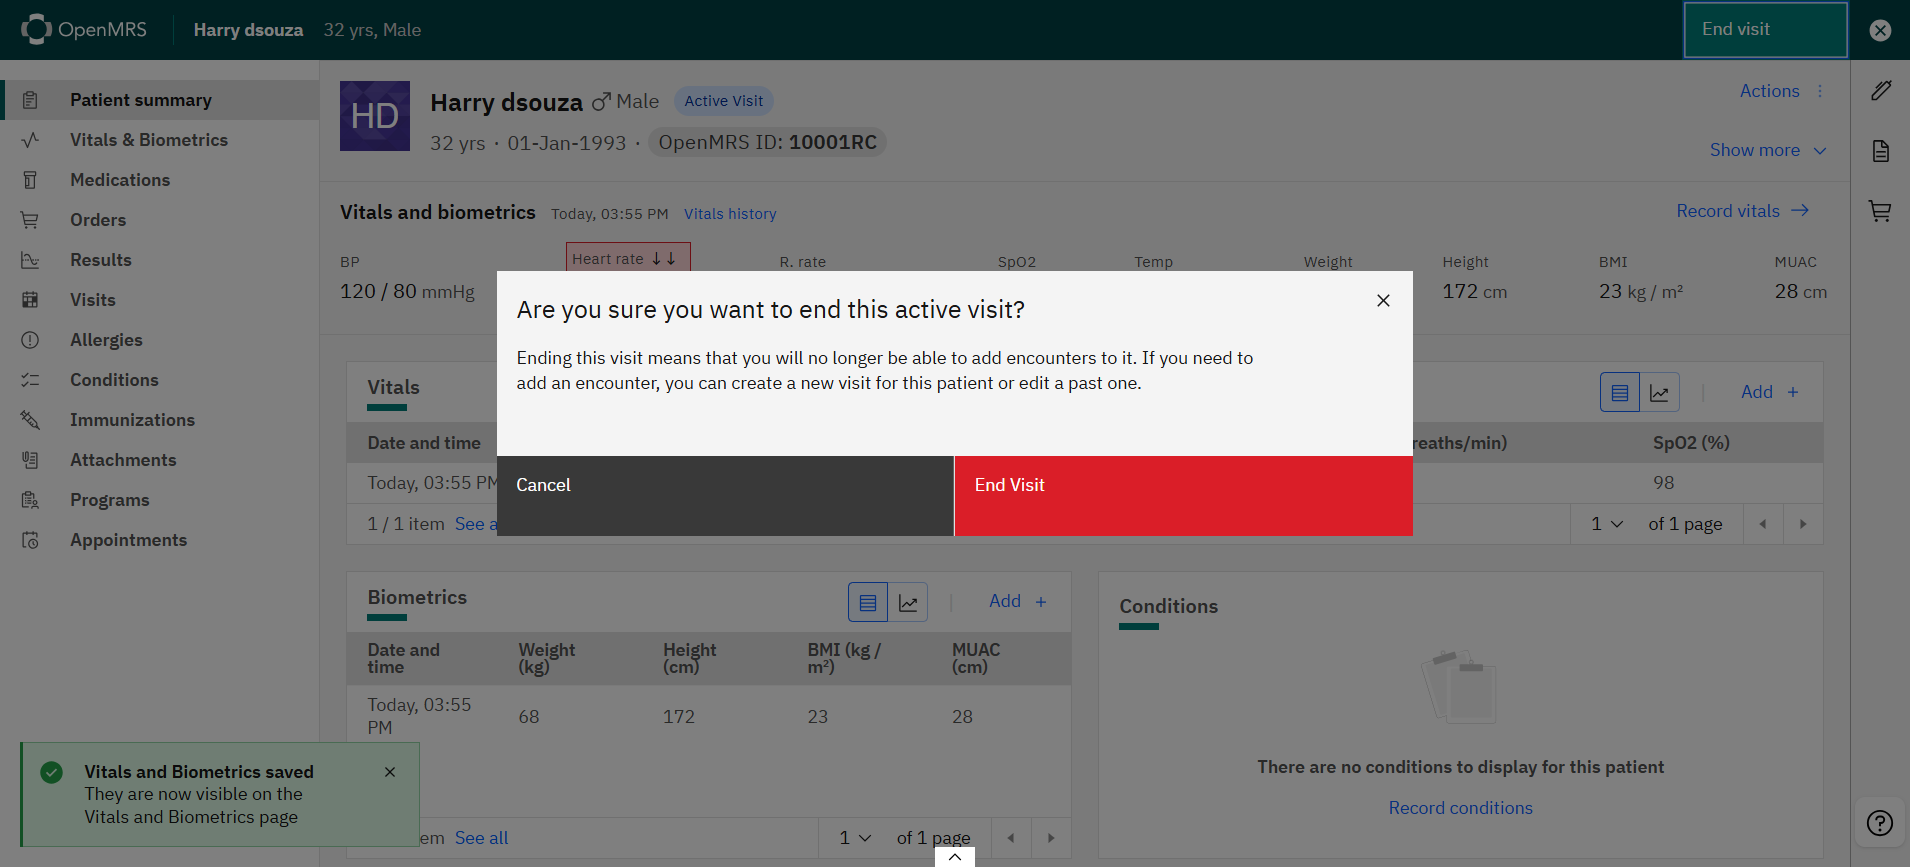 OpenMRS
Harry dsouza 32 yrs, Male
End visit
Patient summary
Vitals & Biometrics
Medications
Orders
Results
Visits
Allergies
Conditions
Immunizations
Attachments
Programs
Appointments
HD
Harry dsouza Male Active Visit
32 yrs · 01-Jan-1993 · OpenMRS ID: 10001RC
Actions
Show more
Vitals and biometrics Today, 03:55 PM Vitals history
Record vitals
BP Heart rate ↓↓ R. rate SpO2 Temp Weight Height BMI MUAC
120 / 80 mmHg 172 cm 23 kg / m² 28 cm
Are you sure you want to end this active visit?
Ending this visit means that you will no longer be able to add encounters to it. If you need to
add an encounter, you can create a new visit for this patient or edit a past one.
Cancel
End Visit
Vitals
Add +
Date and time /min) SpO2 (%)
Today, 03:55 PM 98
1 / 1 item See
1 of 1 page
Biometrics
Add +
Date and time Weight (kg) Height (cm) BMI (kg / m²) MUAC (cm)
Today, 03:55 PM 68 172 23 28
See all
1 of 1 page
Conditions
There are no conditions to display for this patient
Record conditions
Vitals and Biometrics saved
They are now visible on the
Vitals and Biometrics page